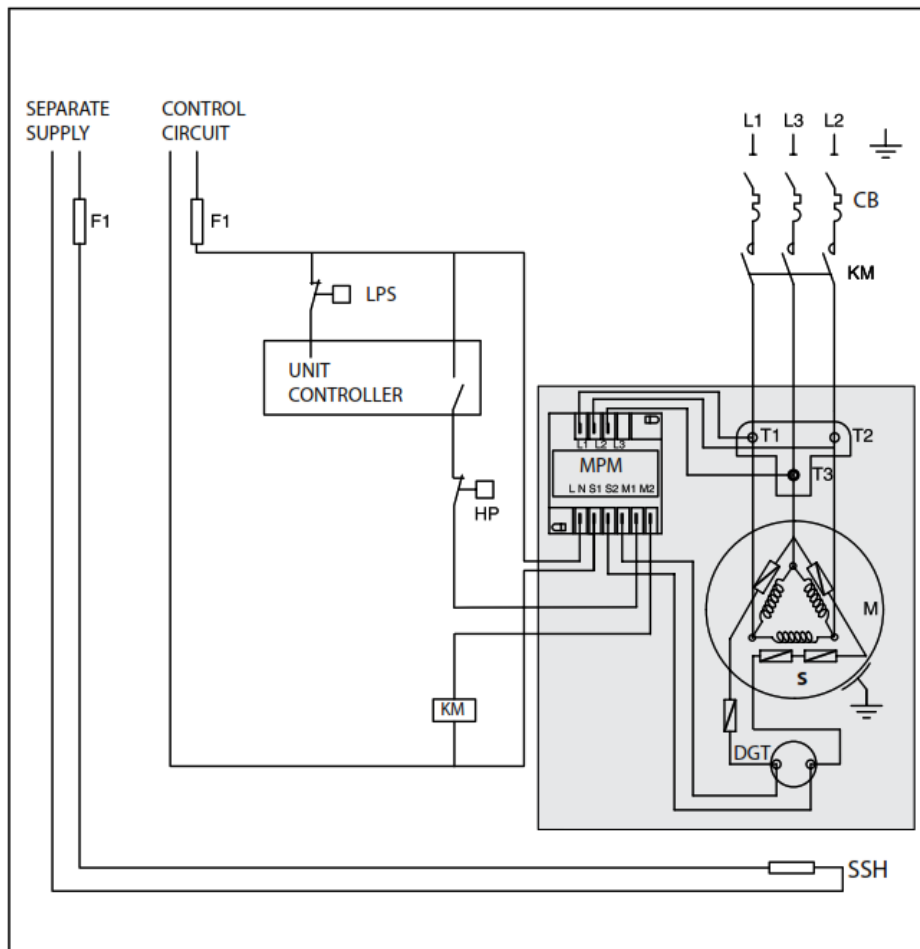 SEPARATE
SUPPLY
CONTROL
CIRCUIT
L1 L3 L2
F1
F1
CB
KM
LPS
UNIT
CONTROLLER
HP
L1 L2 L3
MPM
L N S1 S2 M1 M2
T1
T2
T3
M
S
KM
DGT
SSH